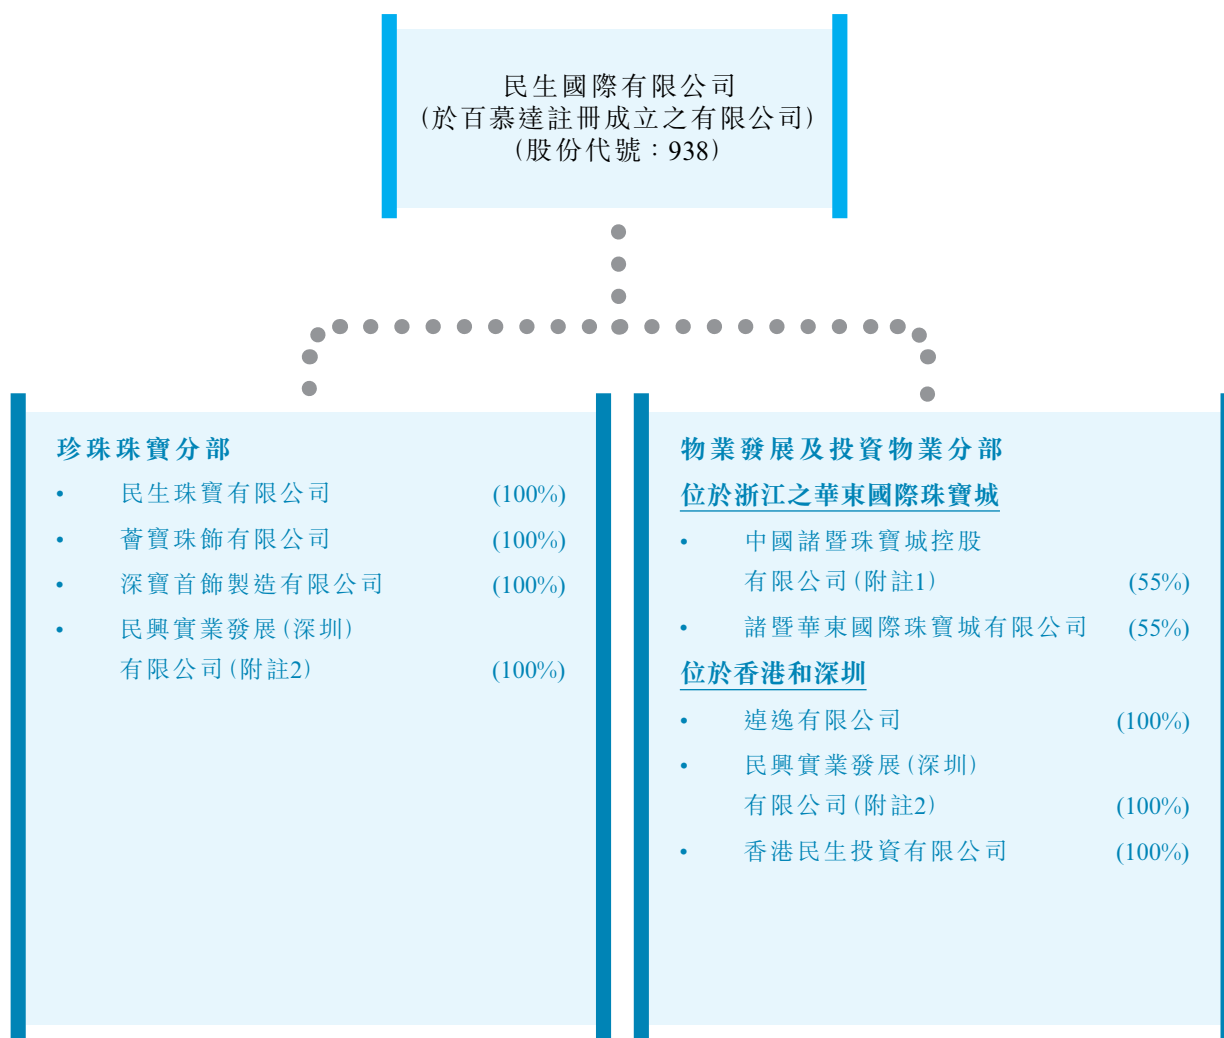 民生國際有限公司
(於百慕達註冊成立之有限公司)
(股份代號：938)
珍珠珠寶分部
• 民生珠寶有限公司 (100%)
• 薈寶珠飾有限公司 (100%)
• 深寶首飾製造有限公司 (100%)
• 民興實業發展(深圳)
有限公司(附註2) (100%)
物業發展及投資物業分部
位於浙江之華東國際珠寶城
• 中國諸暨珠寶城控股
有限公司(附註1) (55%)
• 諸暨華東國際珠寶城有限公司 (55%)
位於香港和深圳
• 逴逸有限公司 (100%)
• 民興實業發展(深圳)
有限公司(附註2) (100%)
• 香港民生投資有限公司 (100%)